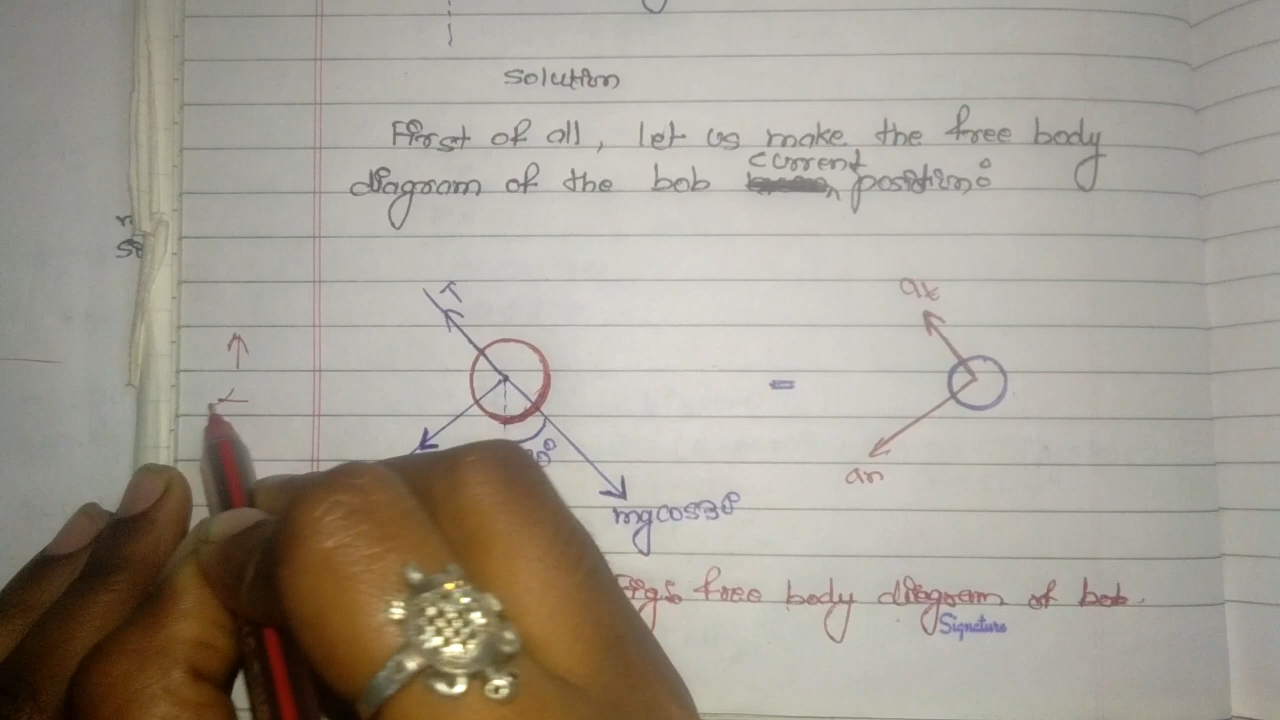 solution
First of all, let us make the free body
current
diagram of the bob position:
T
at
an
mgcos30
Fig: free body diagram of bob.
Signature